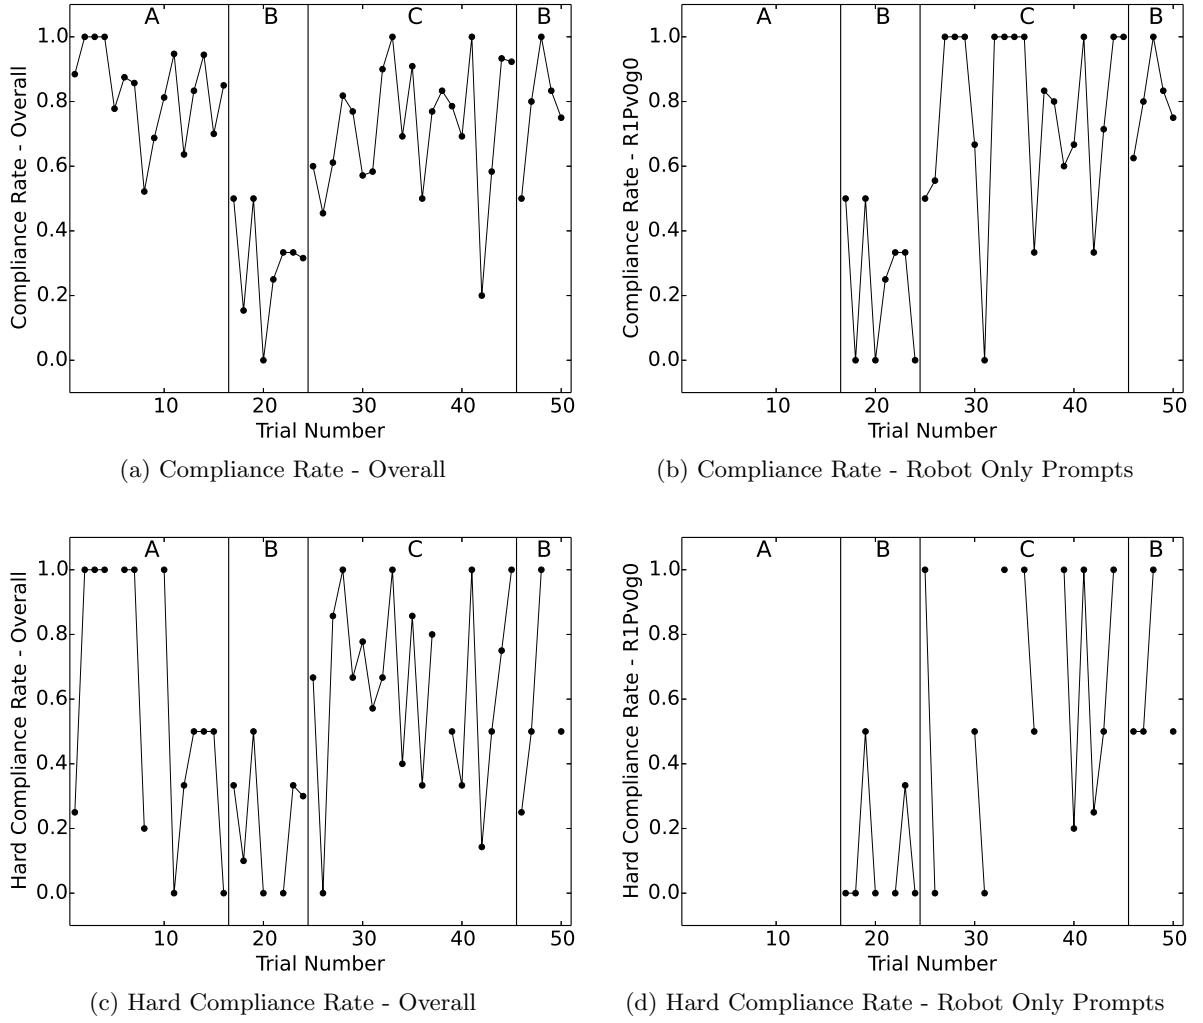 A B C B
1.0
0.8
0.6
0.4
0.2
0.0
Compliance Rate - Overall
10 20 30 40 50
Trial Number
(a) Compliance Rate - Overall
A B C B
1.0
0.8
0.6
0.4
0.2
0.0
Compliance Rate - R1Pv0g0
10 20 30 40 50
Trial Number
(b) Compliance Rate - Robot Only Prompts
A B C B
1.0
0.8
0.6
0.4
0.2
0.0
Hard Compliance Rate - Overall
10 20 30 40 50
Trial Number
(c) Hard Compliance Rate - Overall
A B C B
1.0
0.8
0.6
0.4
0.2
0.0
Hard Compliance Rate - R1Pv0g0
10 20 30 40 50
Trial Number
(d) Hard Compliance Rate - Robot Only Prompts